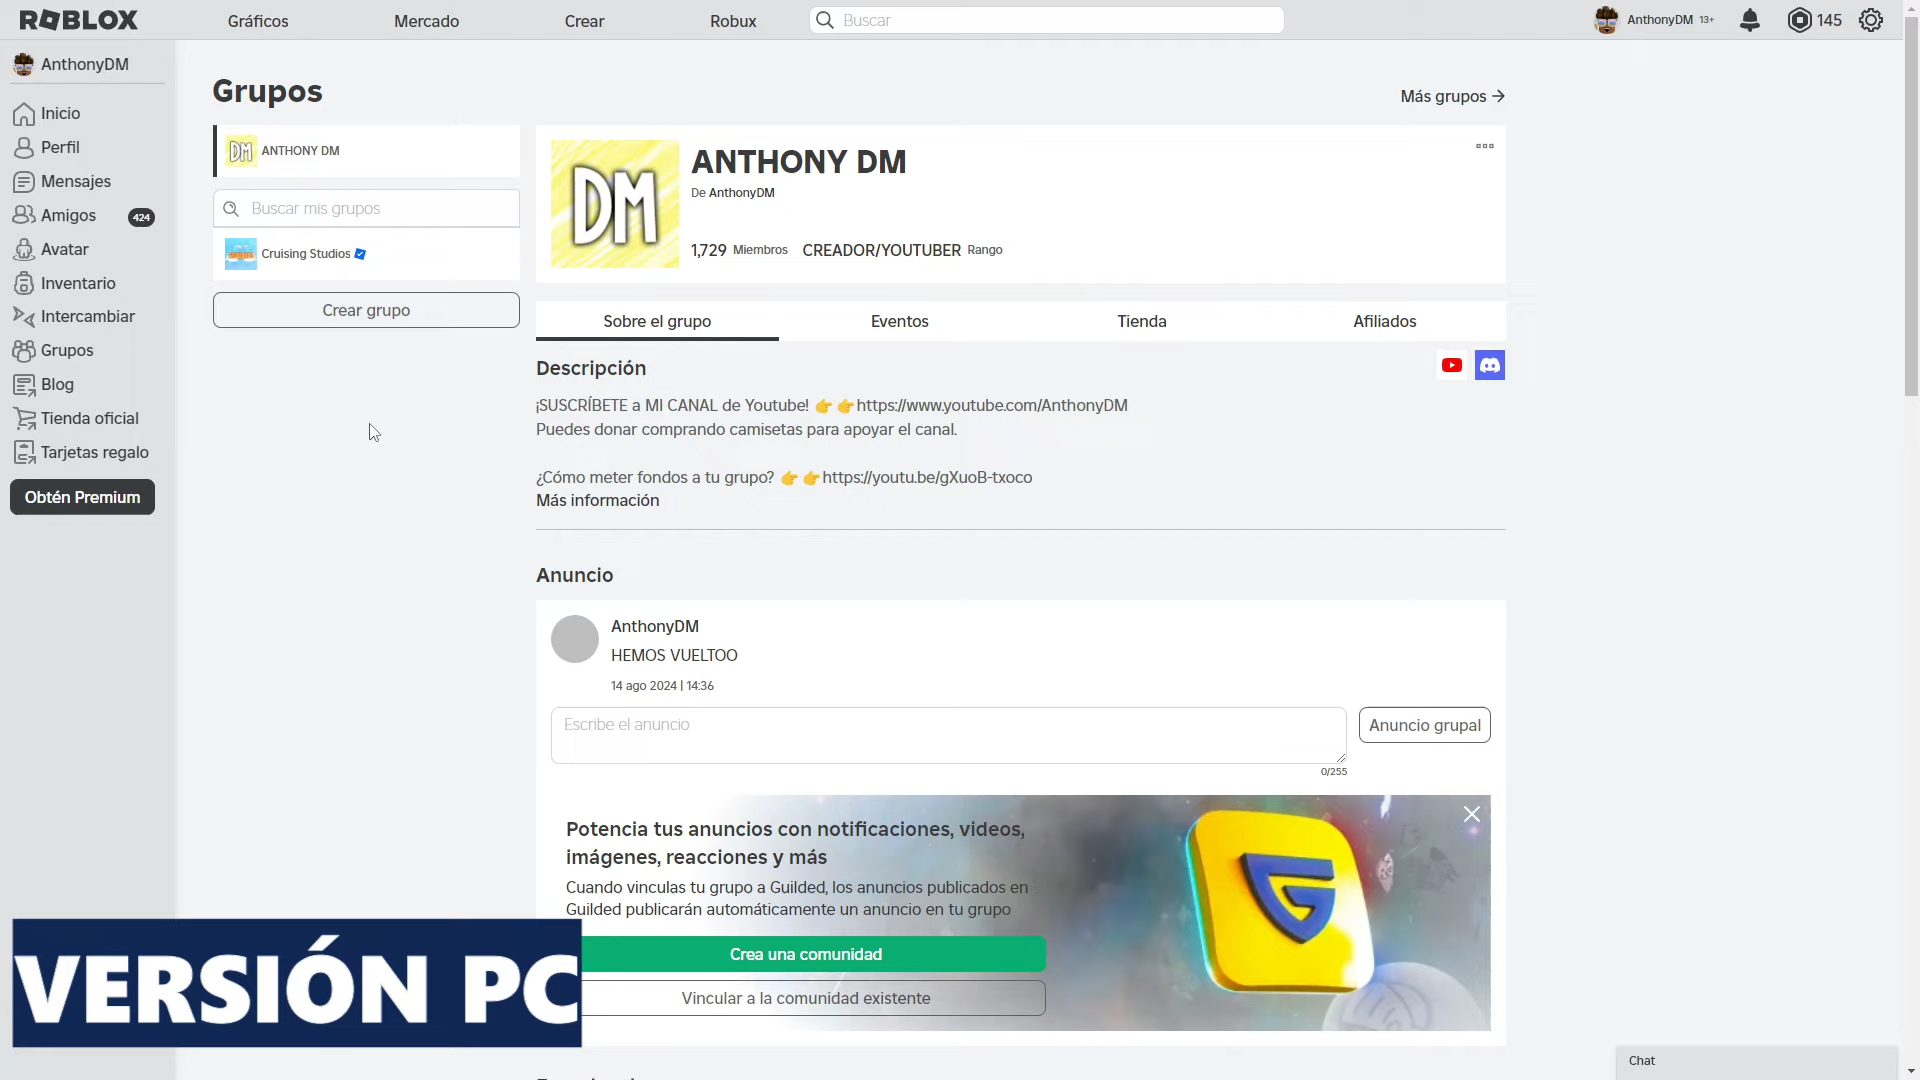 ROBLOX
Gráficos
Mercado
Crear
Robux
Buscar
AnthonyDM 13+
145
AnthonyDM
Inicio
Perfil
Mensajes
Amigos 424
Avatar
Inventario
Intercambiar
Grupos
Blog
Tienda oficial
Tarjetas regalo
Obtén Premium
Grupos
Más grupos
DM ANTHONY DM
Buscar mis grupos
Cruising Studios
Crear grupo
DM
ANTHONY DM
De AnthonyDM
1,729 Miembros CREADOR/YOUTUBER Rango
Sobre el grupo
Eventos
Tienda
Afiliados
Descripción
¡SUSCRÍBETE a MI CANAL de Youtube! 👉 👉https://www.youtube.com/AnthonyDM
Puedes donar comprando camisetas para apoyar el canal.
¿Cómo meter fondos a tu grupo? 👉 👉https://youtu.be/gXuoB-txoco
Más información
Anuncio
AnthonyDM
HEMOS VUELTOO
14 ago 2024 | 14:36
Escribe el anuncio
Anuncio grupal
0/255
Potencia tus anuncios con notificaciones, videos,
imágenes, reacciones y más
Cuando vinculas tu grupo a Guilded, los anuncios publicados en
Guilded publicarán automáticamente un anuncio en tu grupo
Crea una comunidad
Vincular a la comunidad existente
VERSIÓN PC
Chat